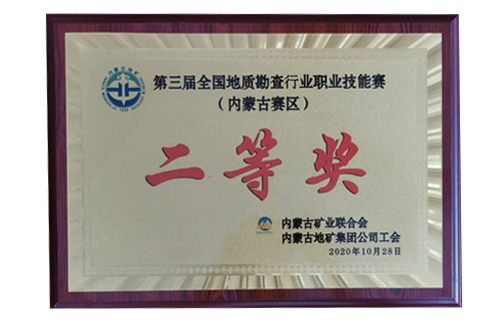 第三届全国地质勘查行业职业技能赛
（内蒙古赛区）
二等奖
内蒙古矿业联合会
内蒙古地矿集团公司工会
2020年10月28日